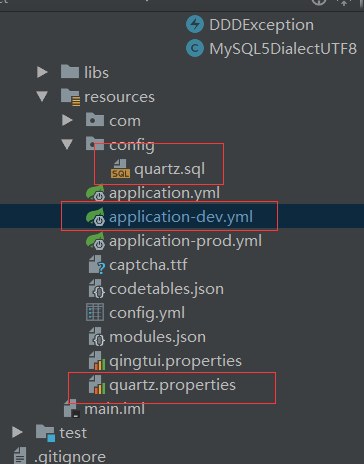 DDDException
MySQL5DialectUTF8
libs
resources
com
config
quartz.sql
application.yml
application-dev.yml
application-prod.yml
captcha.ttf
codetables.json
config.yml
modules.json
qingtui.properties
quartz.properties
main.iml
test
.gitignore